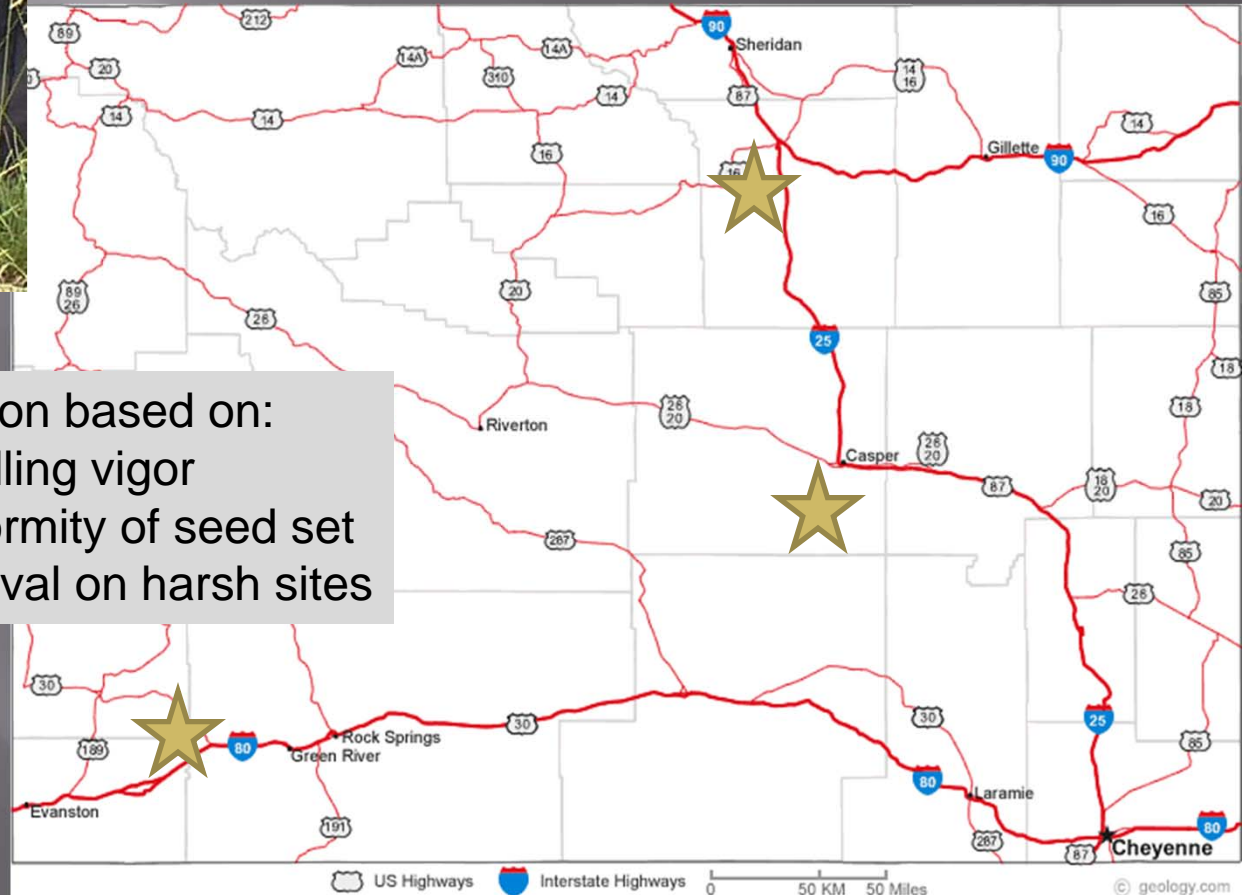 89
212
90
Sheridan
20
14A
14A
310
14
16
87
14
14
14
16
14
Gillette
90
16
16
89
26
26
20
25
85
18
on based on:
lling vigor
ormity of seed set
val on harsh sites
Riverton
26
20
Casper
26
20
87
18
20
18
20
287
85
26
30
189
80
Green River
Rock Springs
30
30
25
85
Evanston
191
80
Laramie
287
87
Cheyenne
80
US Highways
Interstate Highways
0
50 KM
50 Miles
© geology.com